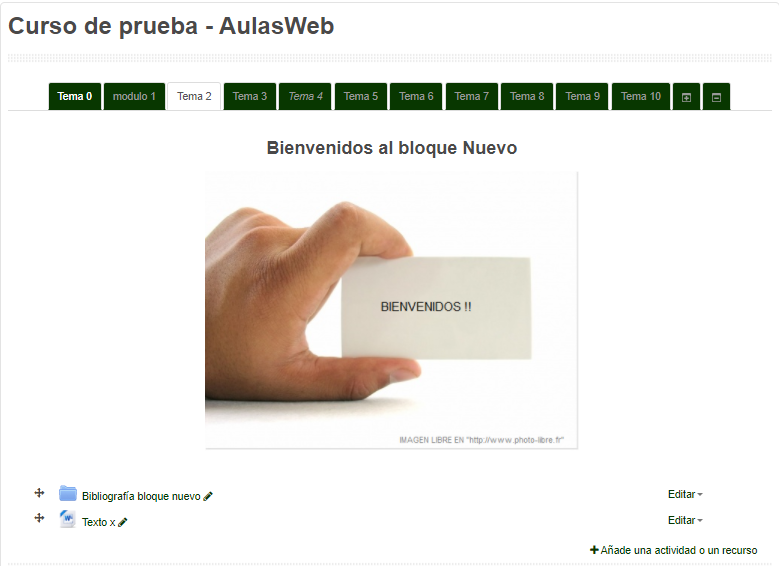 Curso de prueba - AulasWeb
Tema 0 modulo 1 Tema 2 Tema 3 Tema 4 Tema 5 Tema 6 Tema 7 Tema 8 Tema 9 Tema 10
Bienvenidos al bloque Nuevo
BIENVENIDOS !!
IMAGEN LIBRE EN "http://www.photo-libre.fr"
Bibliografía bloque nuevo Editar
Texto x Editar
Añade una actividad o un recurso